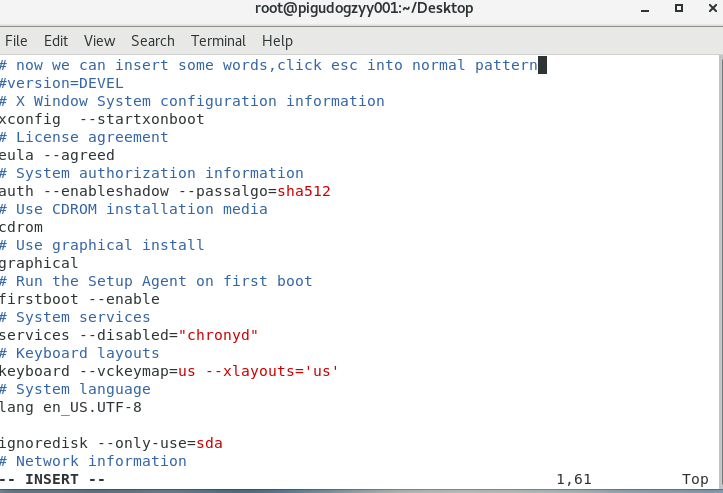 root@pigudogzyy001:~/Desktop
File Edit View Search Terminal Help
# now we can insert some words,click esc into normal pattern
#version=DEVEL
# X Window System configuration information
xconfig  --startxonboot
# License agreement
eula --agreed
# System authorization information
auth --enableshadow --passalgo=sha512
# Use CDROM installation media
cdrom
# Use graphical install
graphical
# Run the Setup Agent on first boot
firstboot --enable
# System services
services --disabled="chronyd"
# Keyboard layouts
keyboard --vckeymap=us --xlayouts='us'
# System language
lang en_US.UTF-8
ignoredisk --only-use=sda
# Network information
-- INSERT -- 1,61 Top